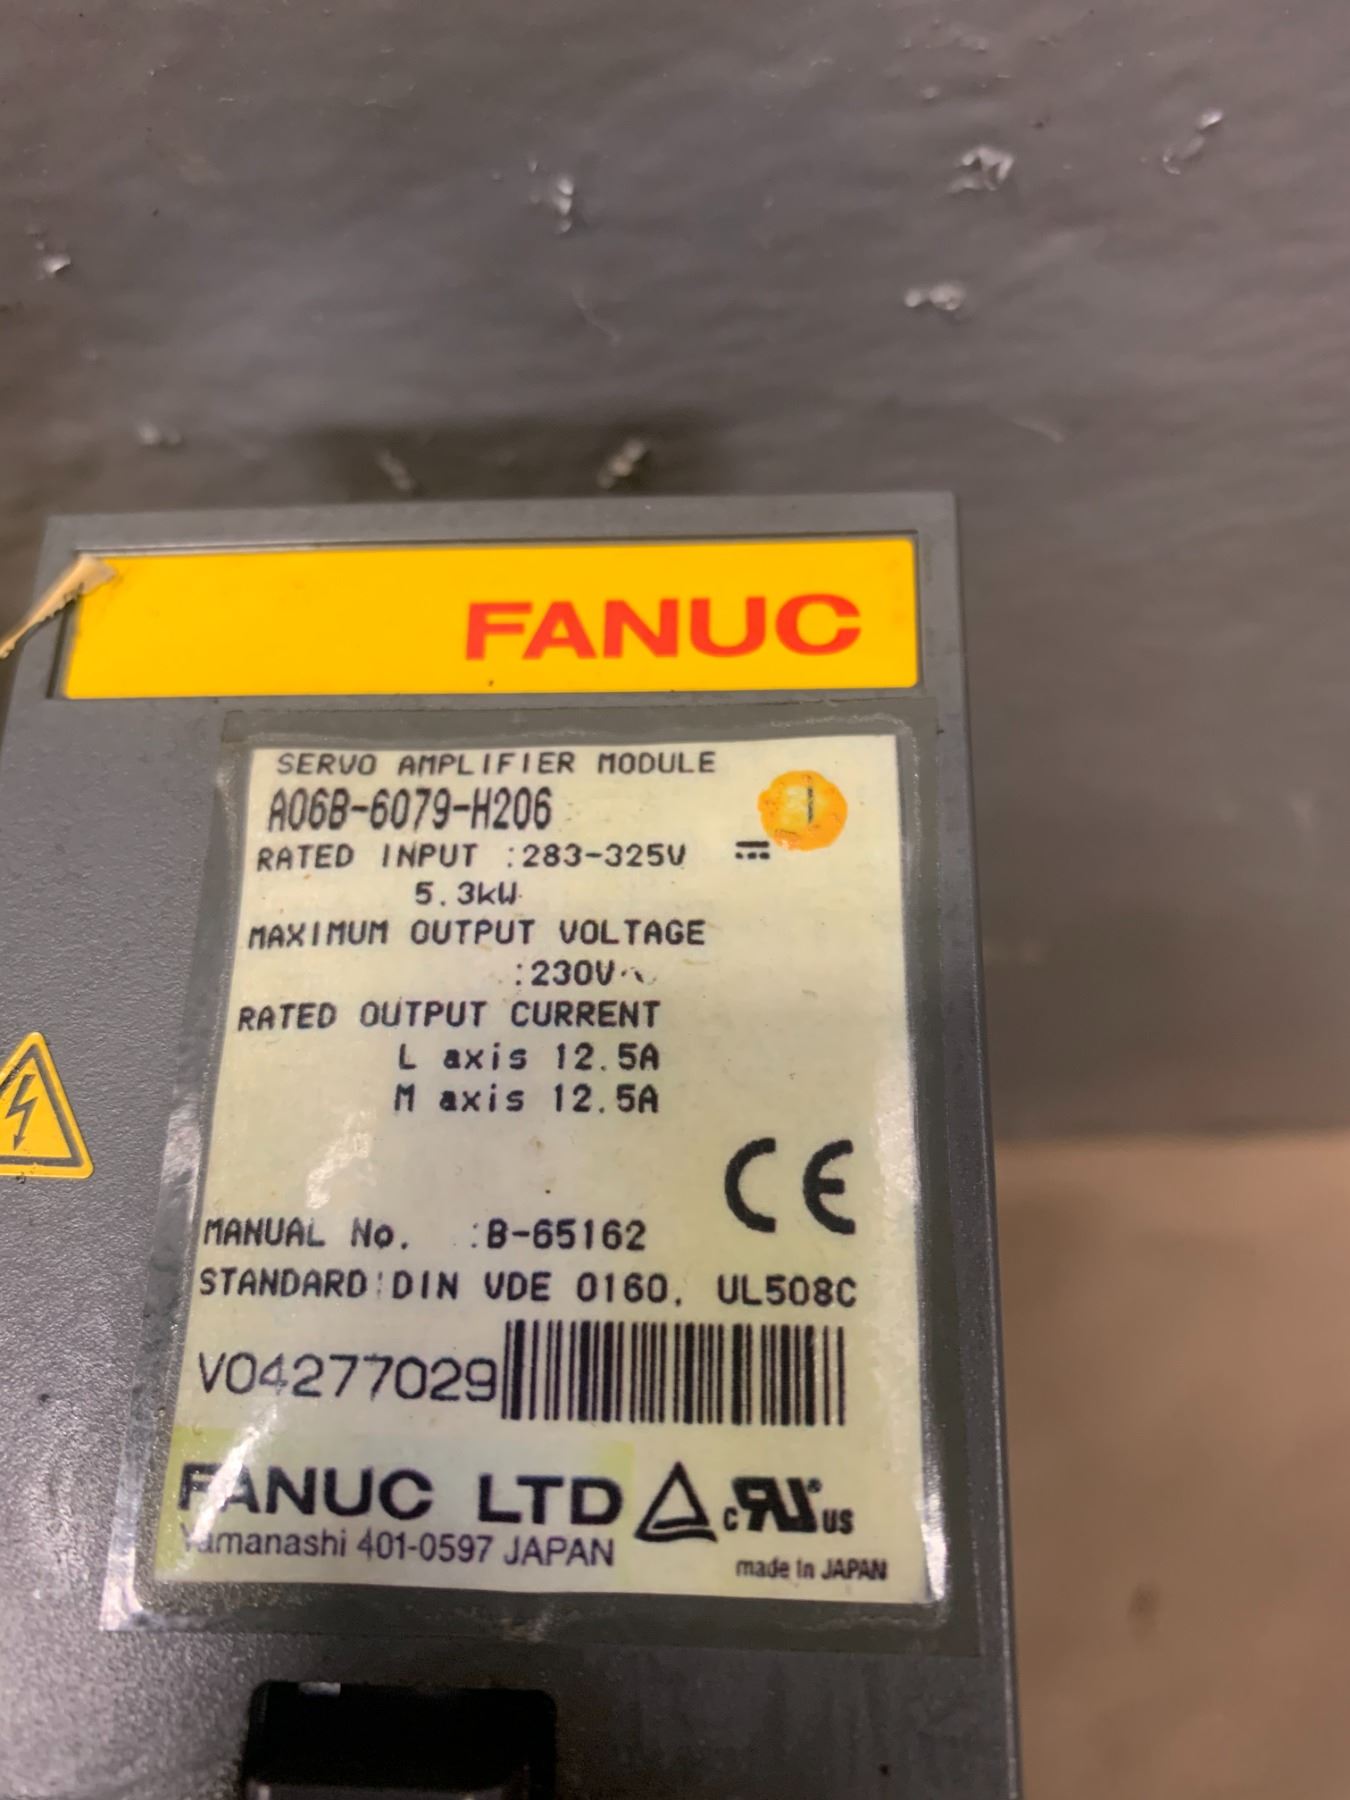 FANUC
SERVO AMPLIFIER MODULE
A06B-6079-H206
RATED INPUT :283-325V
5.3kW
MAXIMUM OUTPUT VOLTAGE
:230V
RATED OUTPUT CURRENT
L axis 12.5A
M axis 12.5A
CE
MANUAL No. :B-65162
STANDARD:DIN VDE 0160, UL508C
V04277029
FANUC LTD
c RU US
Yamanashi 401-0597 JAPAN
made in JAPAN